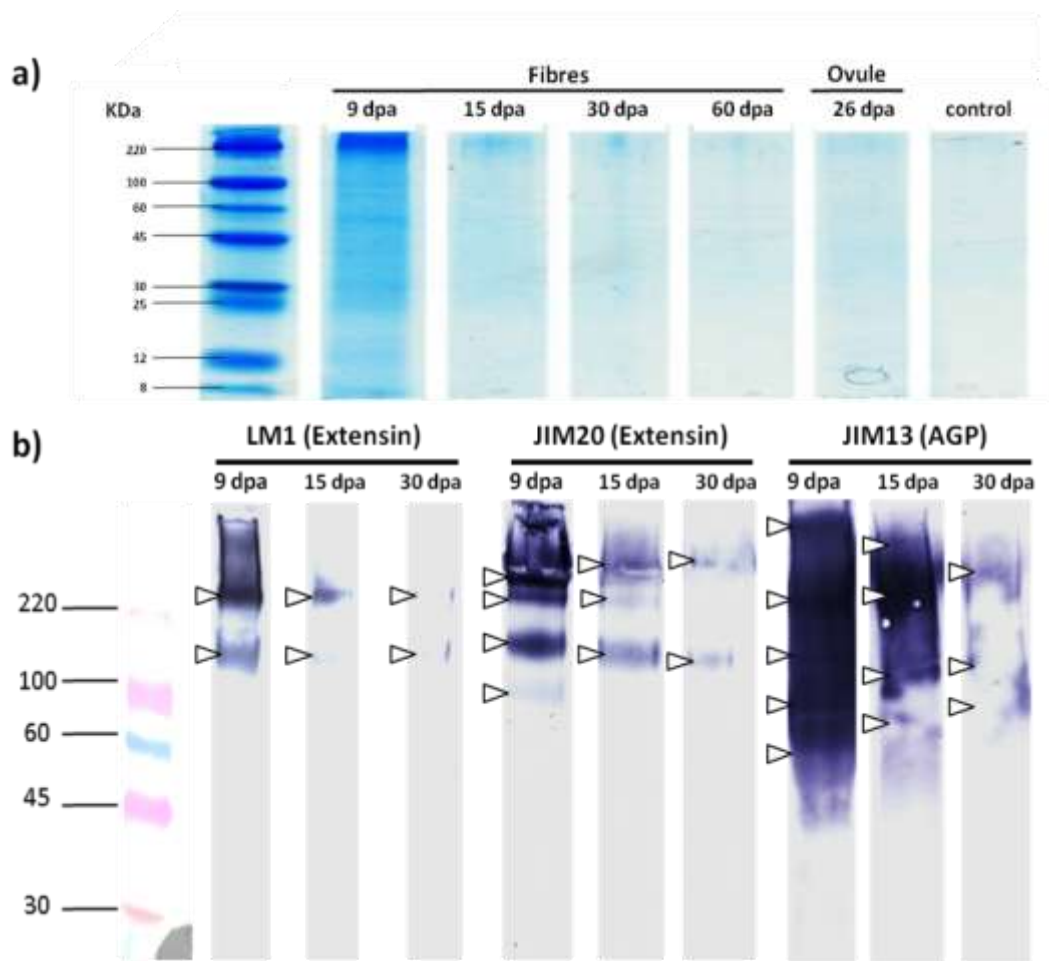 a)
Fibres Ovule
KDa 9 dpa 15 dpa 30 dpa 60 dpa 26 dpa control
220
100
60
45
30
25
12
8
b)
LM1 (Extensin) JIM20 (Extensin) JIM13 (AGP)
9 dpa 15 dpa 30 dpa 9 dpa 15 dpa 30 dpa 9 dpa 15 dpa 30 dpa
220
100
60
45
30